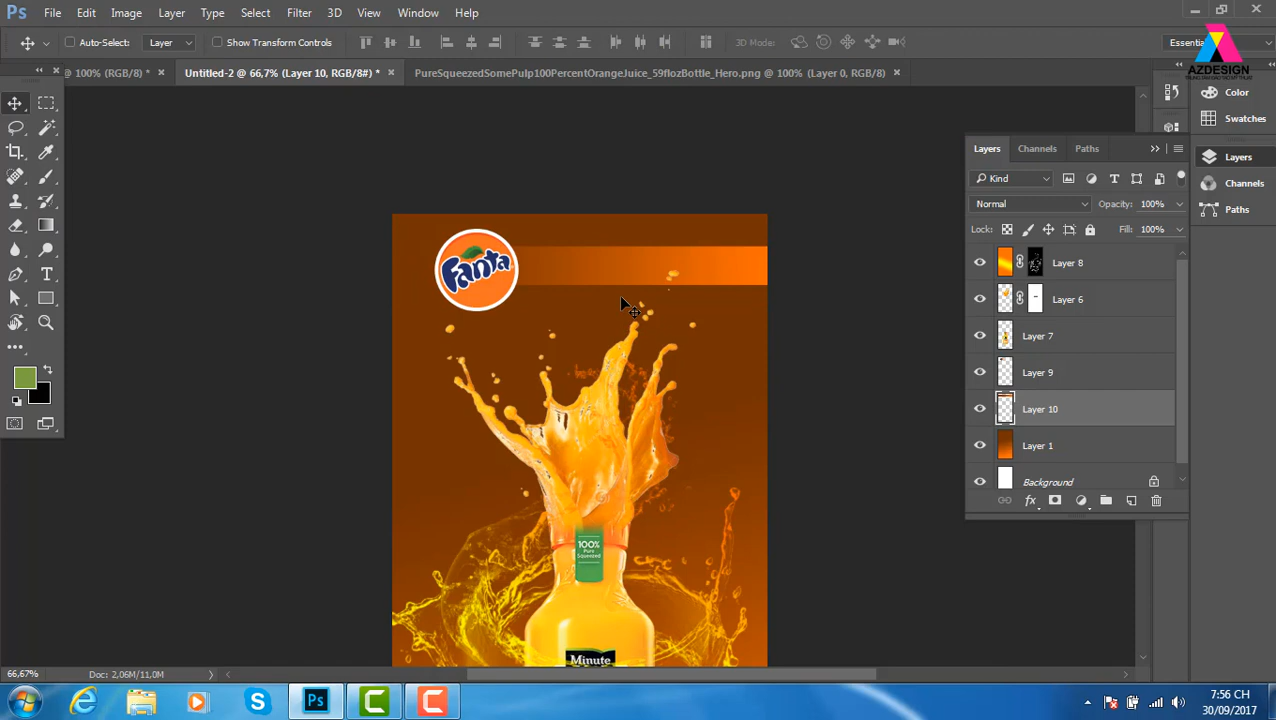 Ps File Edit Image Layer Type Select Filter 3D View Window Help
Auto-Select: Layer Show Transform Controls 3D Mode: Essentia
AZDESIGN
@ 100% (RGB/8) * × Untitled-2 @ 66,7% (Layer 10, RGB/8#) * × @ 100% (Layer 0, RGB/8) ×
Color
Swatches
Layers
Channels
Paths
Layers Channels Paths
Kind
Normal Opacity: 100%
Lock: Fill: 100%
Layer 8
Layer 6
Layer 7
Layer 9
Layer 10
Layer 1
Background
fx
Fanta
100%
Pure
Squeezed
Minute
66,67% Doc: 2,06M/11,0M
7:56 CH
30/09/2017